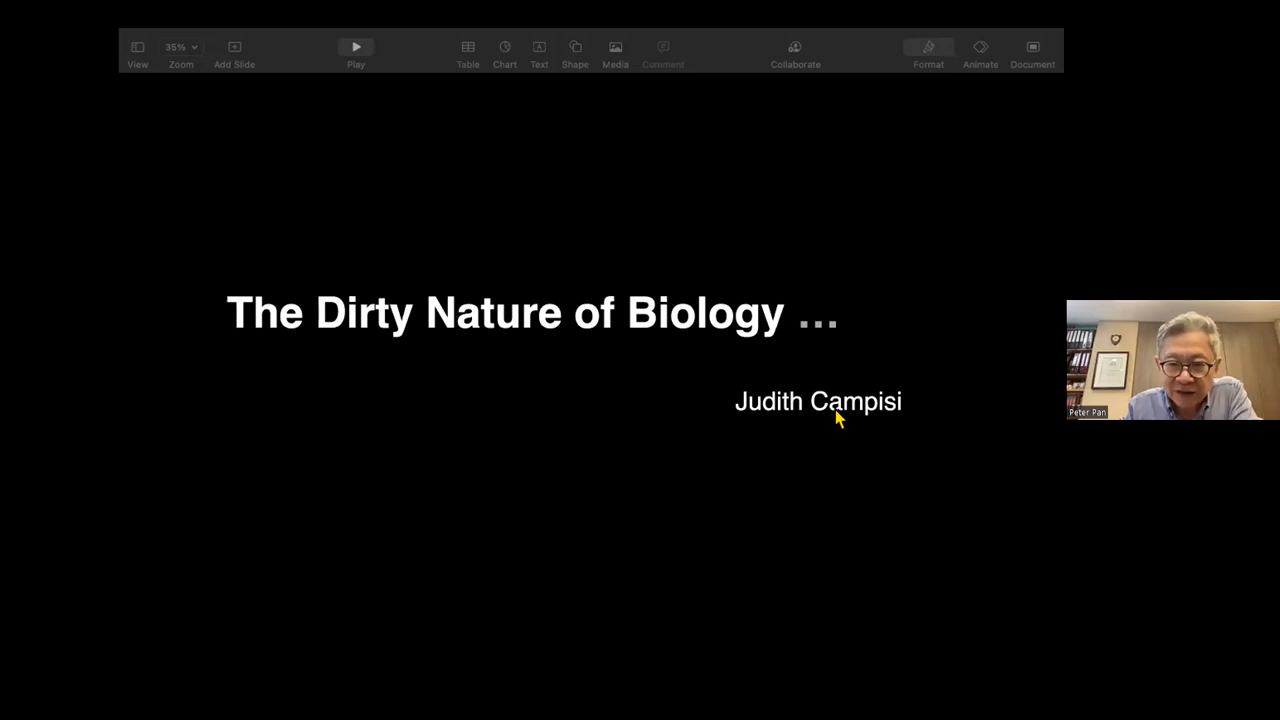 View
35%
Zoom
Add Slide
Play
Table
Chart
Text
Shape
Media
Comment
Collaborate
Format
Animate
Document
The Dirty Nature of Biology ...
Judith Campisi
Peter Pan